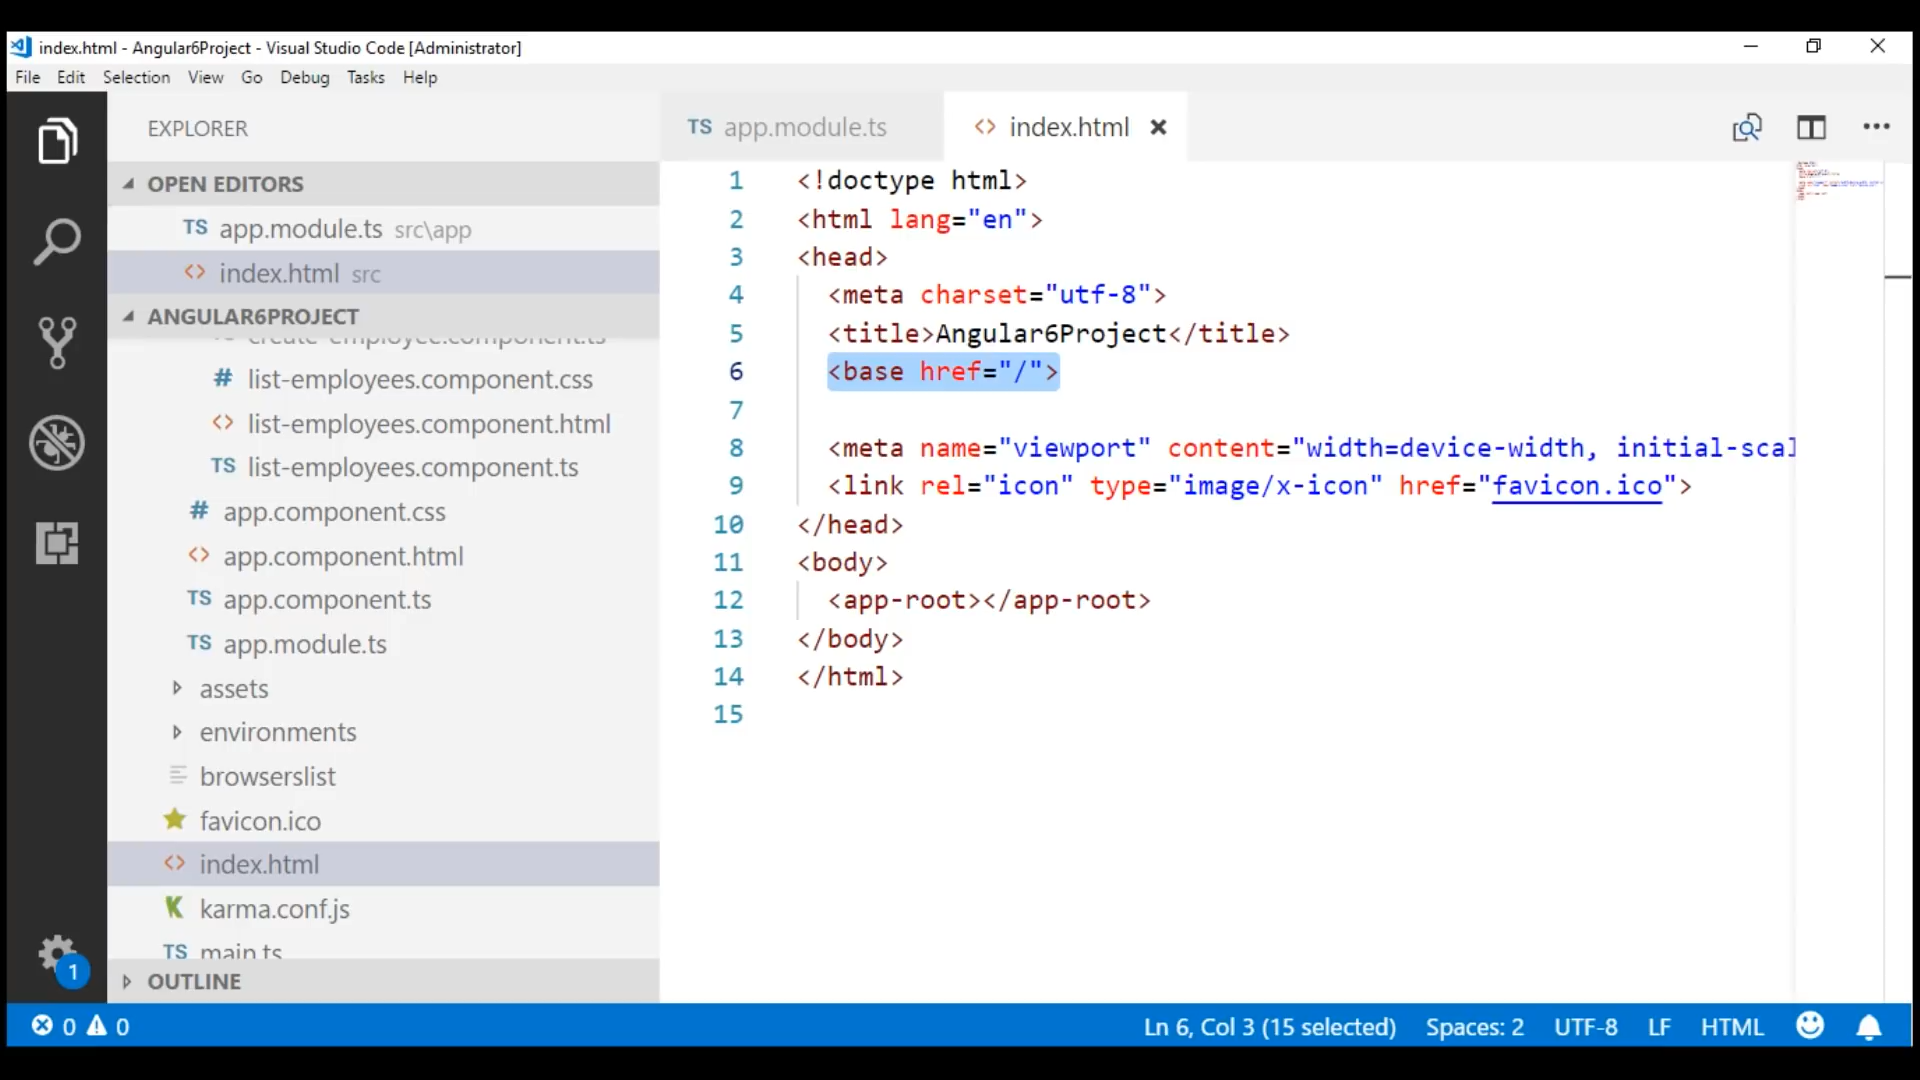 index.html - Angular6Project - Visual Studio Code [Administrator]
File Edit Selection View Go Debug Tasks Help
EXPLORER
OPEN EDITORS
TS app.module.ts src\app
<> index.html src
ANGULAR6PROJECT
create-employee.component.ts
# list-employees.component.css
<> list-employees.component.html
TS list-employees.component.ts
# app.component.css
<> app.component.html
TS app.component.ts
TS app.module.ts
assets
environments
browserslist
favicon.ico
<> index.html
K karma.conf.js
TS main.ts
OUTLINE
1
TS app.module.ts
<> index.html
1 <!doctype html>
2 <html lang="en">
3 <head>
4 <meta charset="utf-8">
5 <title>Angular6Project</title>
6 <base href="/">
7
8 <meta name="viewport" content="width=device-width, initial-scal
9 <link rel="icon" type="image/x-icon" href="favicon.ico">
10 </head>
11 <body>
12 <app-root></app-root>
13 </body>
14 </html>
15
0 0
Ln 6, Col 3 (15 selected) Spaces: 2 UTF-8 LF HTML